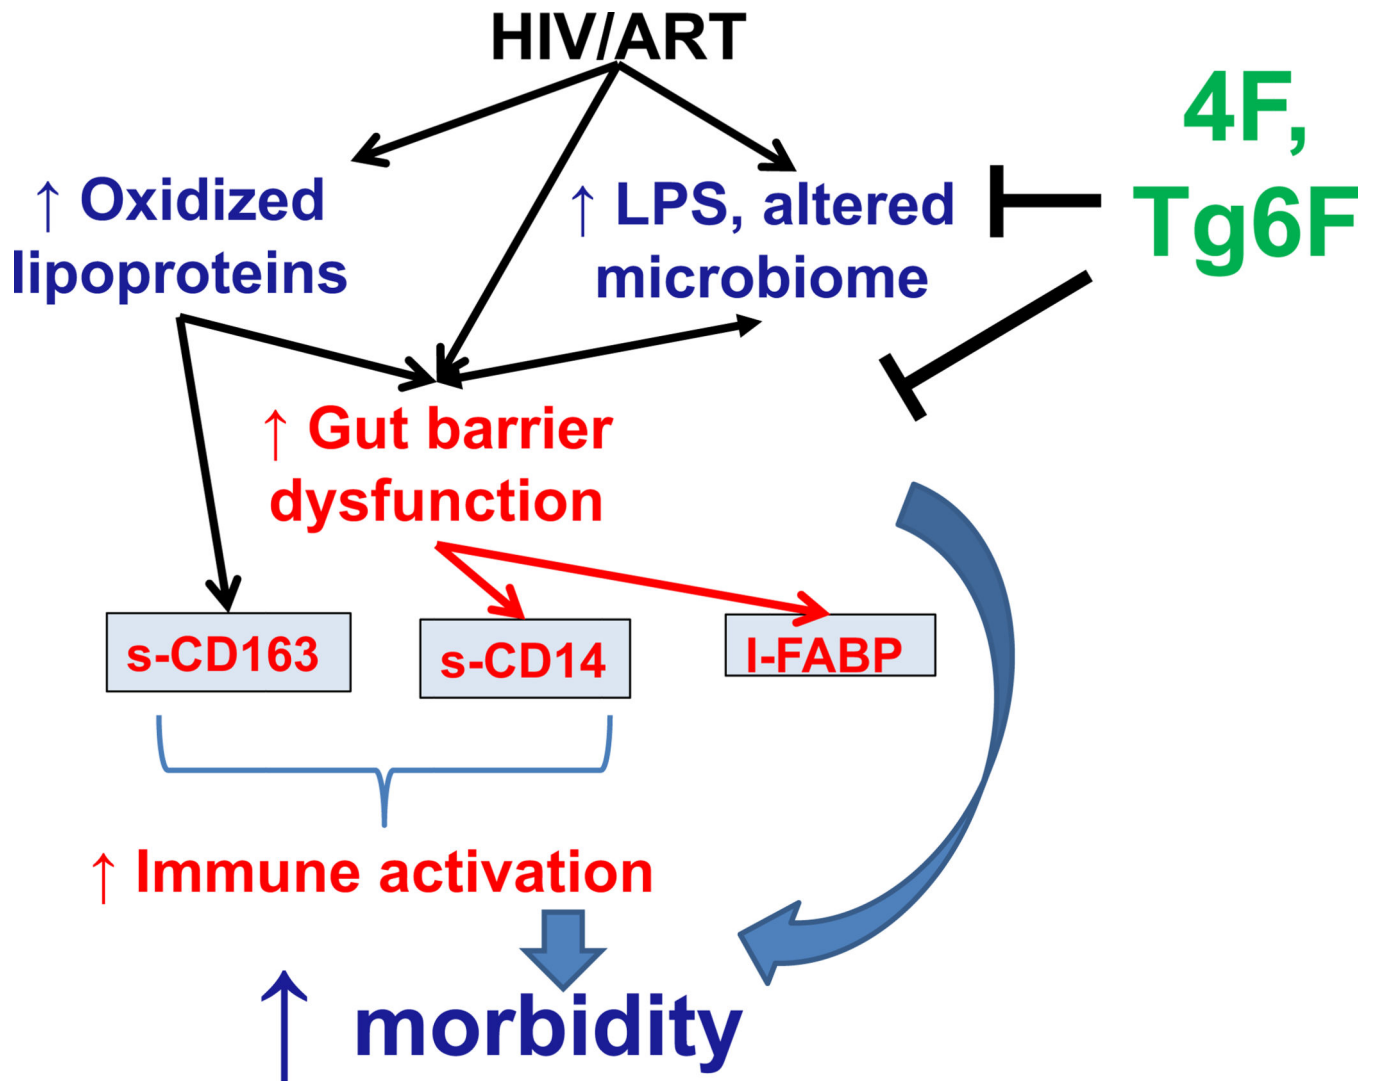 HIV/ART
4F,
Tg6F
↑ Oxidized
lipoproteins
↑ LPS, altered
microbiome
↑ Gut barrier
dysfunction
s-CD163
s-CD14
I-FABP
↑ Immune activation
↑ morbidity